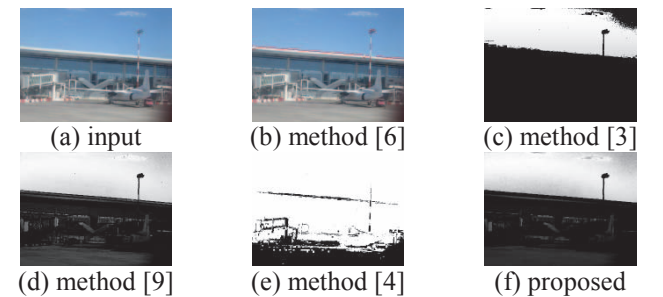 (a) input (b) method [6] (c) method [3]
(d) method [9] (e) method [4] (f) proposed